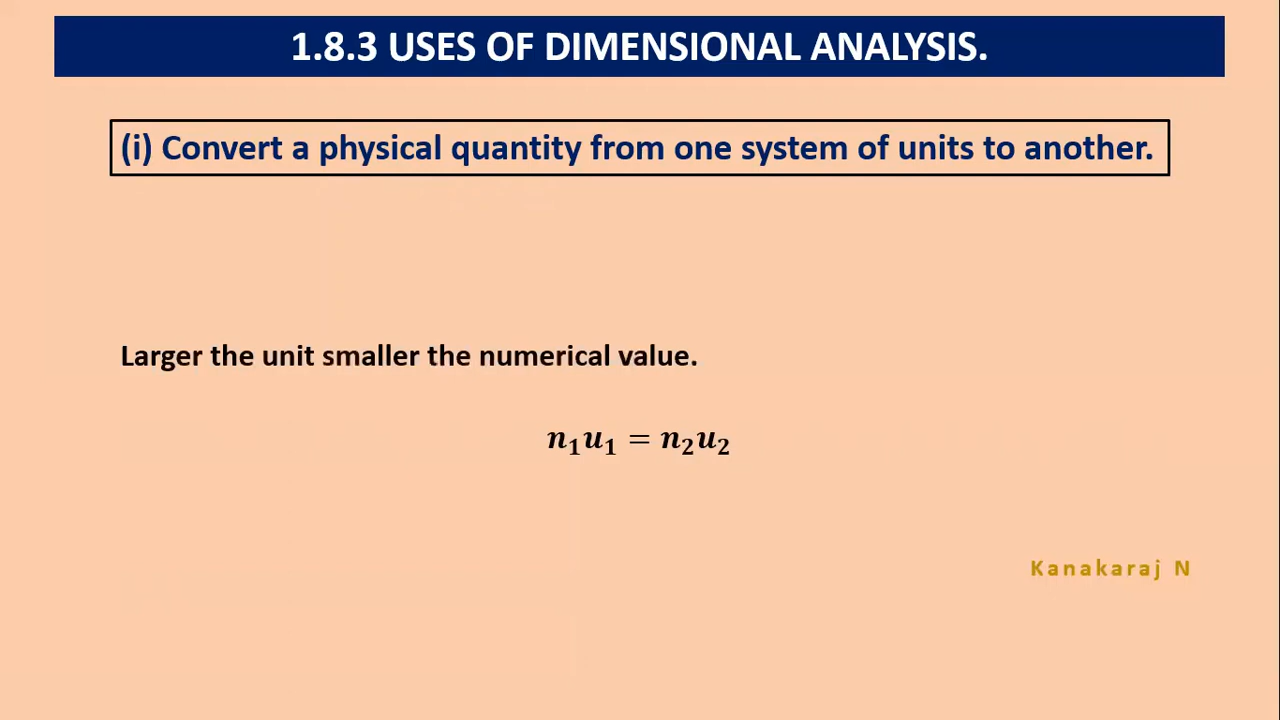 1.8.3 USES OF DIMENSIONAL ANALYSIS.
(i) Convert a physical quantity from one system of units to another.
Larger the unit smaller the numerical value.
n₁u₁ = n₂u₂
Kanakaraj N